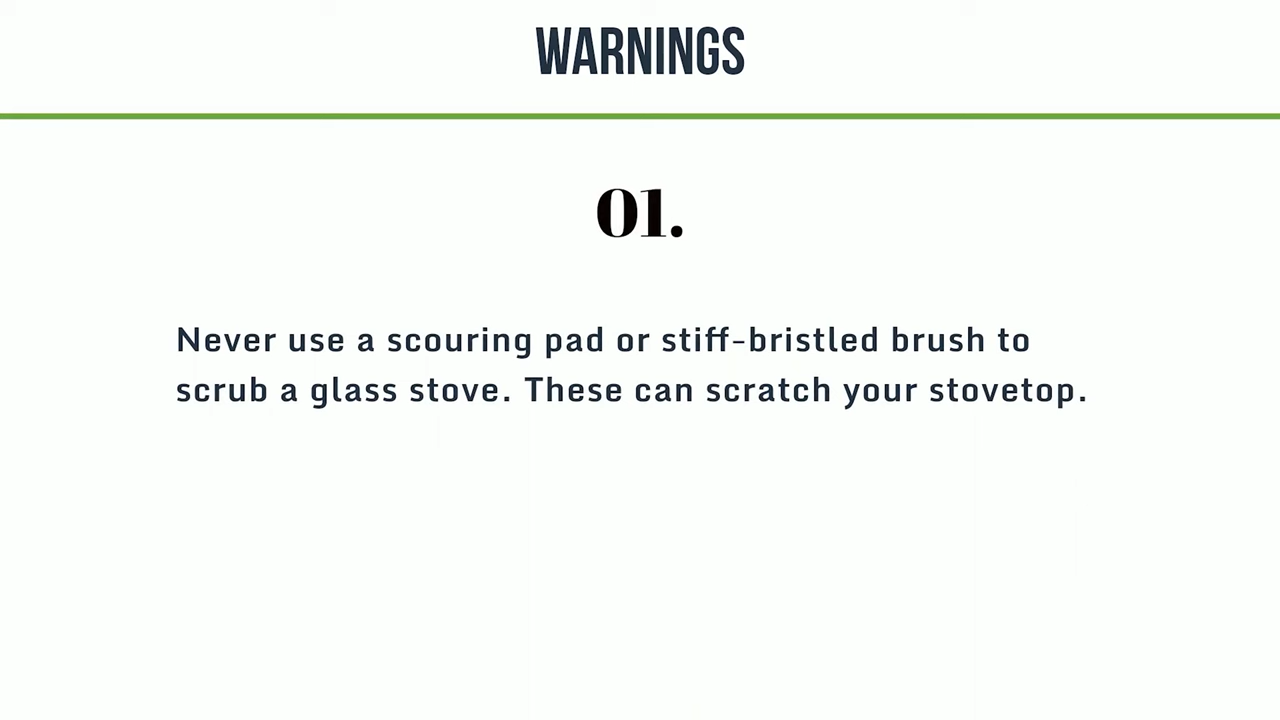 WARNINGS
01.
Never use a scouring pad or stiff-bristled brush to
scrub a glass stove. These can scratch your stovetop.